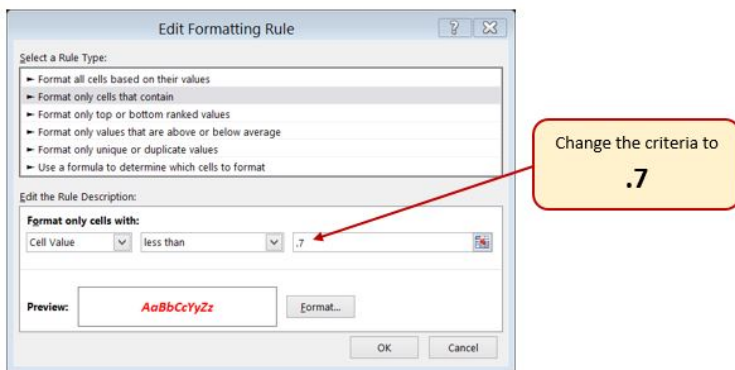 Edit Formatting Rule
?
Select a Rule Type:
► Format all cells based on their values
► Format only cells that contain
► Format only top or bottom ranked values
► Format only values that are above or below average
► Format only unique or duplicate values
► Use a formula to determine which cells to format
Edit the Rule Description:
Format only cells with:
Cell Value less than .7
Preview: AaBbCcYyZz Format...
OK Cancel
Change the criteria to
.7